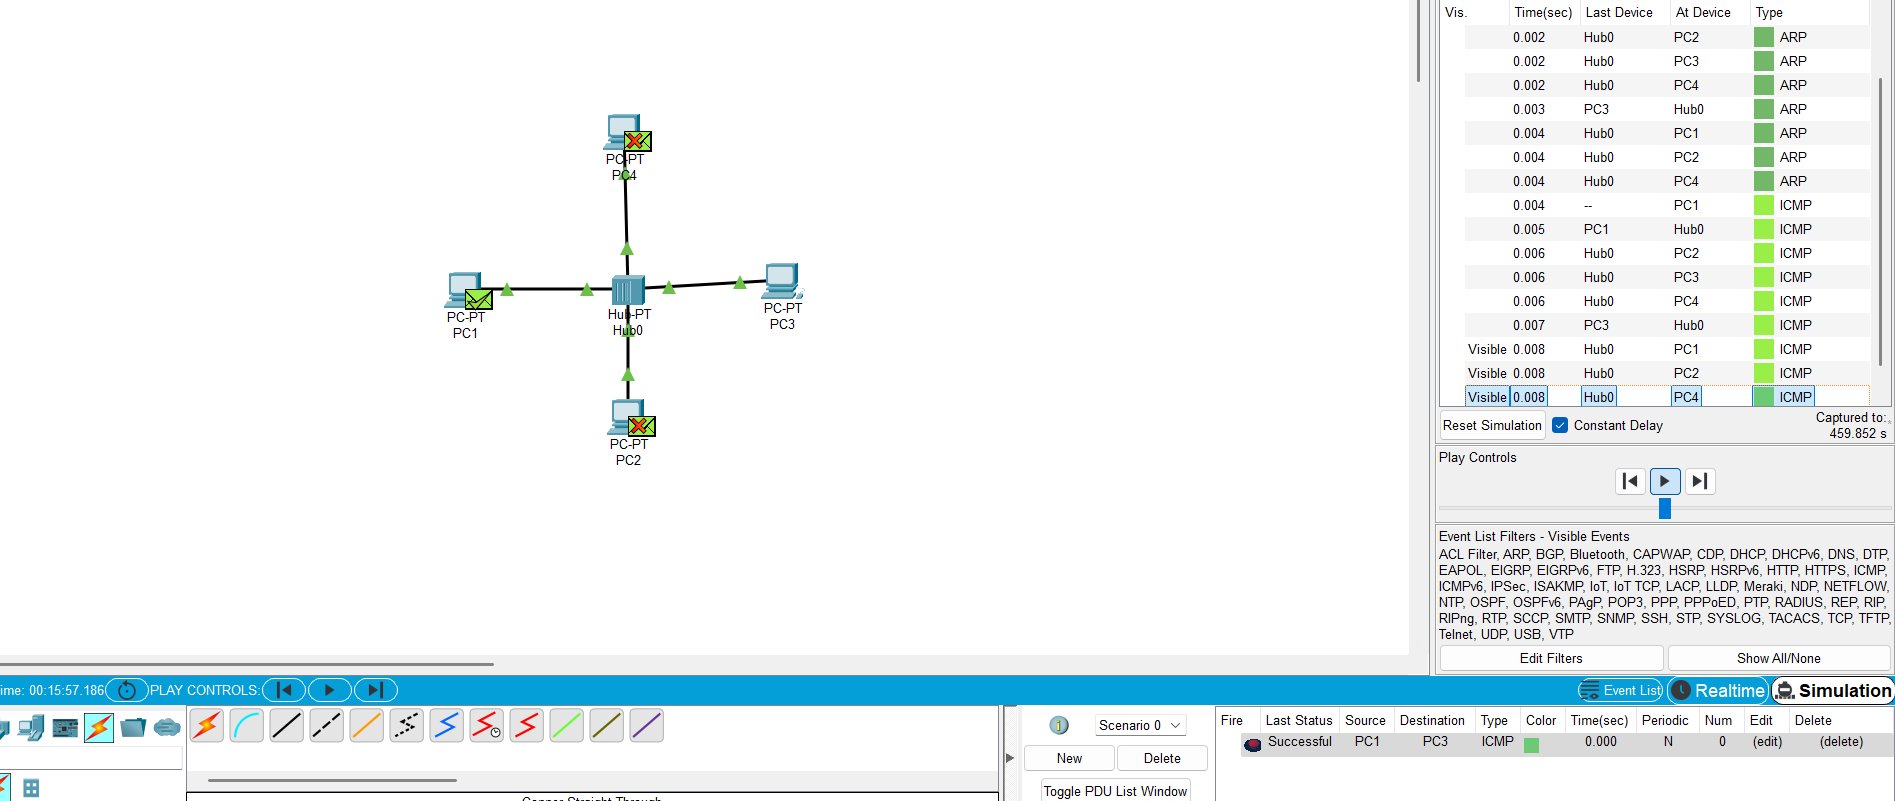 Vis. Time(sec) Last Device At Device Type
0.002 Hub0 PC2 ARP
0.002 Hub0 PC3 ARP
0.002 Hub0 PC4 ARP
0.003 PC3 Hub0 ARP
0.004 Hub0 PC1 ARP
0.004 Hub0 PC2 ARP
0.004 Hub0 PC4 ARP
0.004 -- PC1 ICMP
0.005 PC1 Hub0 ICMP
0.006 Hub0 PC2 ICMP
0.006 Hub0 PC3 ICMP
0.006 Hub0 PC4 ICMP
0.007 PC3 Hub0 ICMP
Visible 0.008 Hub0 PC1 ICMP
Visible 0.008 Hub0 PC2 ICMP
Visible 0.008 Hub0 PC4 ICMP
PC-PT
PC4
PC-PT
PC1
Hub-PT
Hub0
PC-PT
PC3
PC-PT
PC2
Reset Simulation Constant Delay
Captured to:
459.852 s
Play Controls
Event List Filters - Visible Events
ACL Filter, ARP, BGP, Bluetooth, CAPWAP, CDP, DHCP, DHCPv6, DNS, DTP,
EAPOL, EIGRP, EIGRPv6, FTP, H.323, HSRP, HSRPv6, HTTP, HTTPS, ICMP,
ICMPv6, IPSec, ISAKMP, IoT, IoT TCP, LACP, LLDP, Meraki, NDP, NETFLOW,
NTP, OSPF, OSPFv6, PAgP, POP3, PPP, PPPoED, PTP, RADIUS, REP, RIP,
RIPng, RTP, SCCP, SMTP, SNMP, SSH, STP, SYSLOG, TACACS, TCP, TFTP,
Telnet, UDP, USB, VTP
Edit Filters Show All/None
ime: 00:15:57.186 PLAY CONTROLS: Event List Realtime Simulation
Scenario 0
New Delete
Toggle PDU List Window
Fire Last Status Source Destination Type Color Time(sec) Periodic Num Edit Delete
Successful PC1 PC3 ICMP 0.000 N 0 (edit) (delete)
Copper Straight-Through